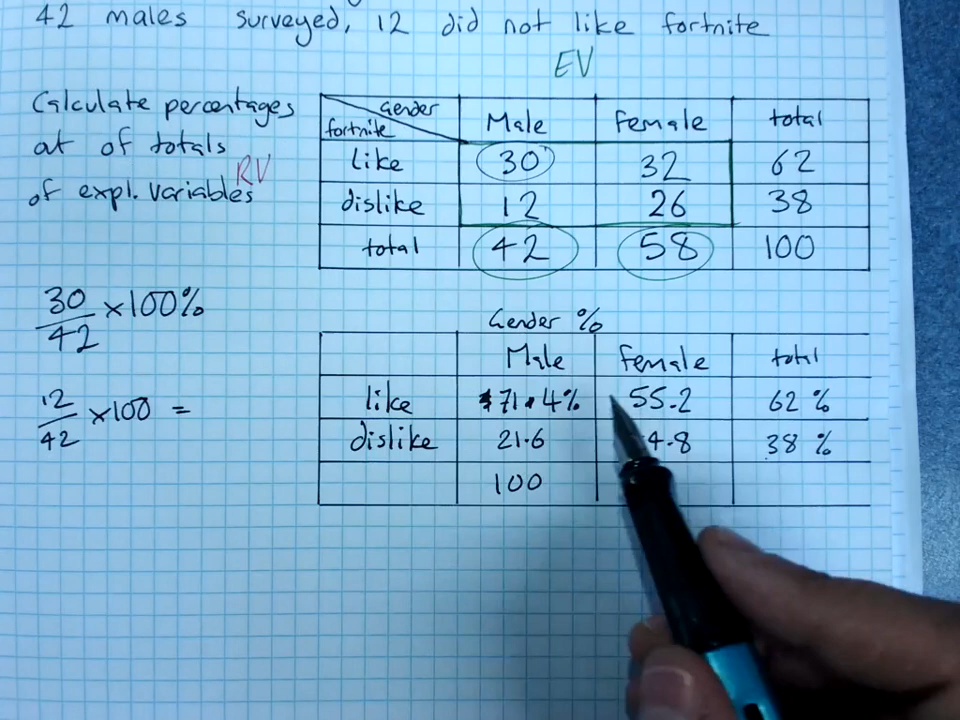 42 males surveyed, 12 did not like fortnite
EV
Calculate percentages
at of totals
RV
of expl. variables
Gender
fortnite Male female total
like 30 32 62
dislike 12 26 38
total 42 58 100
30/42 ×100%
12/42 ×100 =
Gender %
Male female total
like 71.4% 55.2 62 %
dislike 21.6 4.8 38 %
100